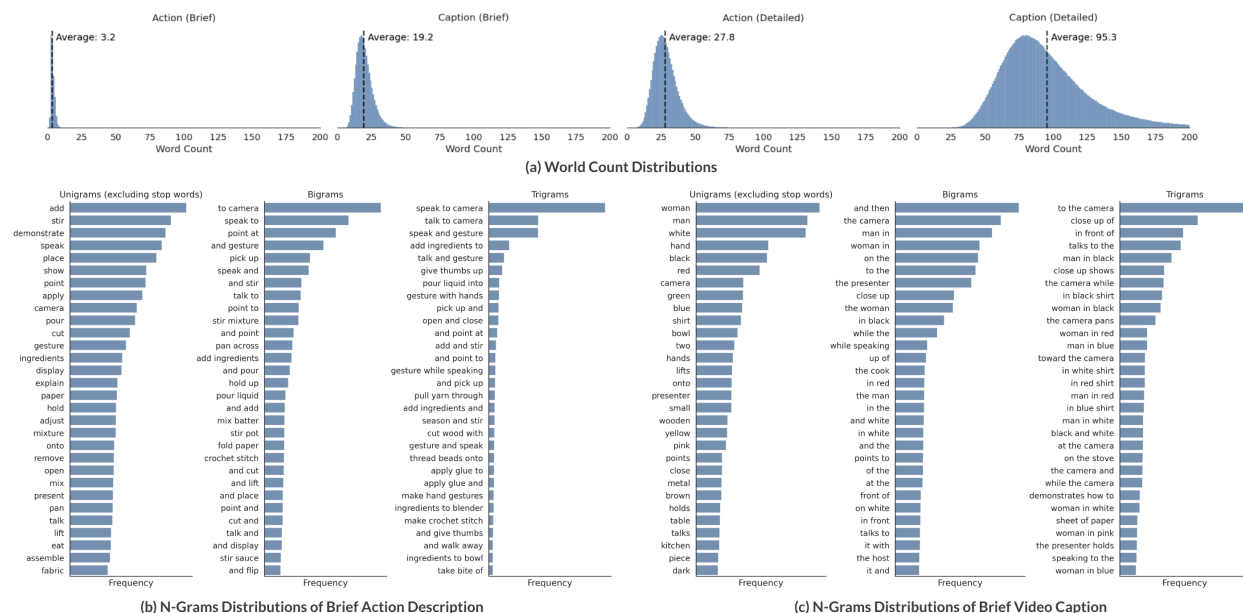 Action (Brief)
Average: 3.2
0 25 50 75 100 125 150 175 200
Word Count
Caption (Brief)
Average: 19.2
0 25 50 75 100 125 150 175 200
Word Count
Action (Detailed)
Average: 27.8
0 25 50 75 100 125 150 175 200
Word Count
Caption (Detailed)
Average: 95.3
0 25 50 75 100 125 150 175 200
Word Count
(a) World Count Distributions
Unigrams (excluding stop words)
add
stir
demonstrate
speak
place
show
point
apply
camera
pour
cut
gesture
ingredients
display
explain
paper
hold
adjust
mixture
onto
remove
open
mix
present
pan
talk
lift
eat
assemble
fabric
Frequency
Bigrams
to camera
speak to
point at
and gesture
pick up
speak and
and stir
talk to
point to
stir mixture
and point
pan across
add ingredients
and pour
hold up
pour liquid
and add
mix batter
stir pot
fold paper
crochet stitch
and cut
and lift
and place
point and
cut and
talk and
and display
stir sauce
and flip
Frequency
Trigrams
speak to camera
talk to camera
speak and gesture
add ingredients to
talk and gesture
give thumbs up
pour liquid into
gesture with hands
pick up and
open and close
and point at
add and stir
and point to
gesture while speaking
and pick up
pull yarn through
add ingredients and
season and stir
cut wood with
gesture and speak
thread beads onto
apply glue to
apply glue and
make hand gestures
ingredients to blender
make crochet stitch
and give thumbs
and walk away
ingredients to bowl
take bite of
Frequency
(b) N-Grams Distributions of Brief Action Description
Unigrams (excluding stop words)
woman
man
white
hand
black
red
camera
green
blue
shirt
bowl
two
hands
lifts
onto
presenter
small
wooden
yellow
pink
points
close
metal
brown
holds
table
talks
kitchen
piece
dark
Frequency
Bigrams
and then
the camera
man in
woman in
on the
to the
the presenter
close up
the woman
in black
while the
while speaking
up of
the cook
in red
the man
in the
and white
in white
and the
points to
of the
at the
front of
on white
in front
talks to
it with
the host
it and
Frequency
Trigrams
to the camera
close up of
in front of
talks to the
man in black
close up shows
the camera while
in black shirt
woman in black
the camera pans
woman in red
man in blue
toward the camera
in white shirt
in red shirt
man in red
in blue shirt
man in white
black and white
at the camera
on the stove
the camera and
while the camera
demonstrates how to
woman in white
sheet of paper
woman in pink
the presenter holds
speaking to the
woman in blue
Frequency
(c) N-Grams Distributions of Brief Video Caption